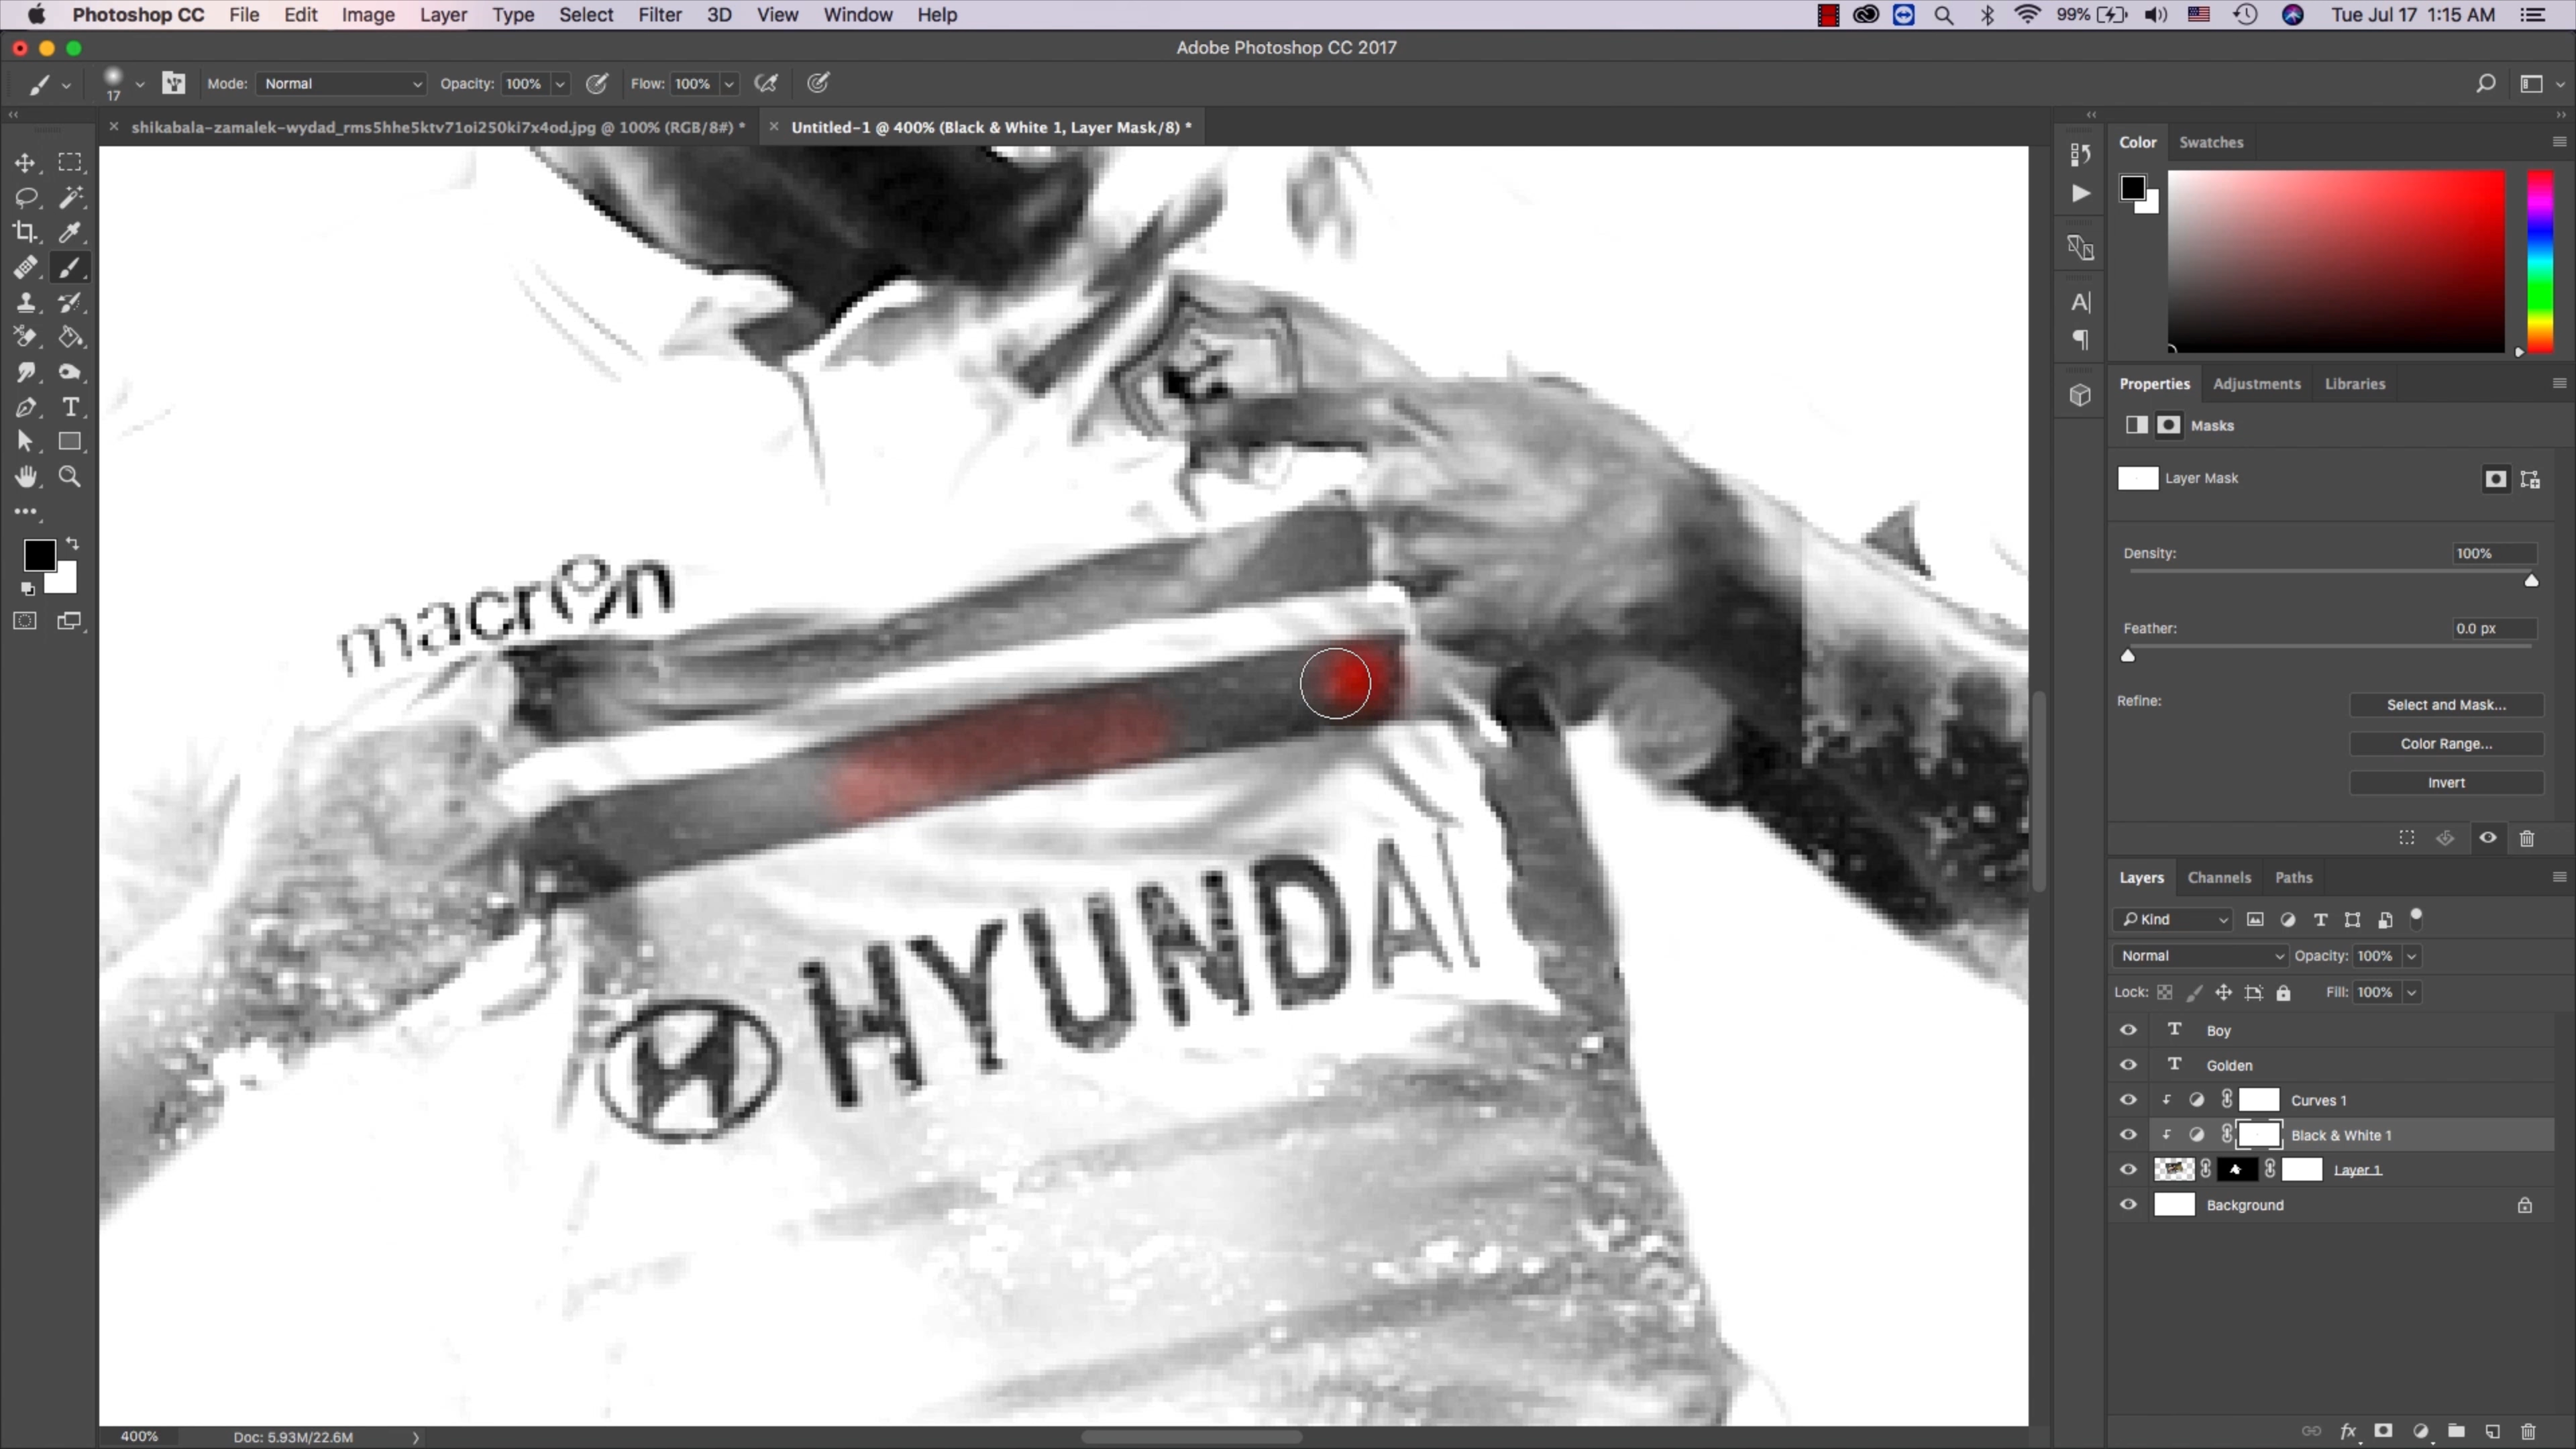 Photoshop CC File Edit Image Layer Type Select Filter 3D View Window Help 99% Tue Jul 17 1:15 AM
Adobe Photoshop CC 2017
17 Mode: Normal Opacity: 100% Flow: 100%
shikabala-zamalek-wydad_rms5hhe5ktv71oi250ki7x4od.jpg @ 100% (RGB/8#) * Untitled-1 @ 400% (Black & White 1, Layer Mask/8) *
Color Swatches
Properties Adjustments Libraries
Masks
Layer Mask
Density: 100%
Feather: 0.0 px
Refine: Select and Mask...
Color Range...
Invert
macron
HYUNDAI
Layers Channels Paths
Kind
Normal Opacity: 100%
Lock: Fill: 100%
Boy
Golden
Curves 1
Black & White 1
Layer 1
Background
400% Doc: 5.93M/22.6M